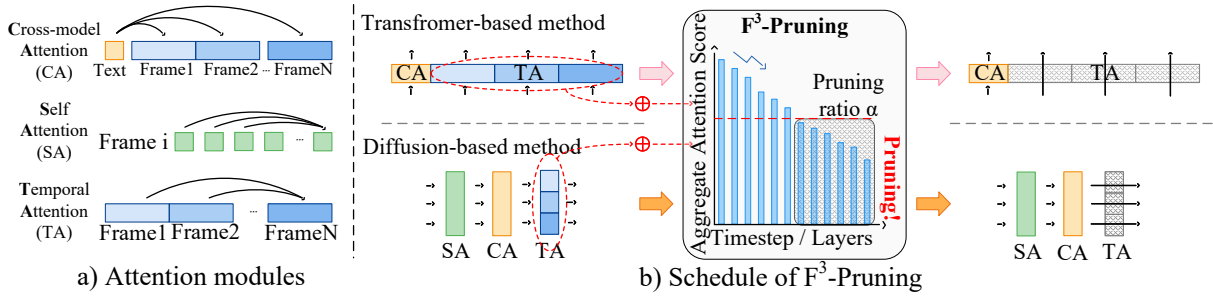 Cross-model
Attention
(CA)
Text
Frame1
Frame2
...
FrameN
Self
Attention
(SA)
Frame i
...
Temporal
Attention
(TA)
...
Frame1
Frame2
FrameN
a) Attention modules
Transfromer-based method
CA
TA
Diffusion-based method
SA
CA
TA
F³-Pruning
Aggregate Attention Score
Pruning
ratio α
Pruning!
Timestep / Layers
CA
TA
SA
CA
TA
b) Schedule of F³-Pruning